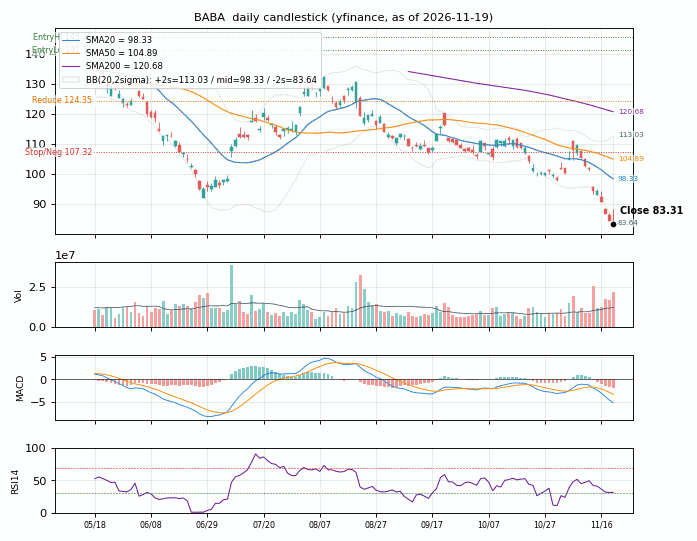 BABA daily candlestick (yfinance, as of 2026-11-19)
SMA20 = 98.33
SMA50 = 104.89
SMA200 = 120.68
BB(20,2sigma): +2s=113.03 / mid=98.33 / -2s=83.64
140
130
120
110
100
90
Reduce 124.35
Stop/Neg 107.32
120.68
113.03
104.89
98.33
Close 83.31
83.64
1e7
Vol
2.5
0.0
MACD
5
0
−5
RSI14
100
50
0
05/18
06/08
06/29
07/20
08/07
08/27
09/17
10/07
10/27
11/16